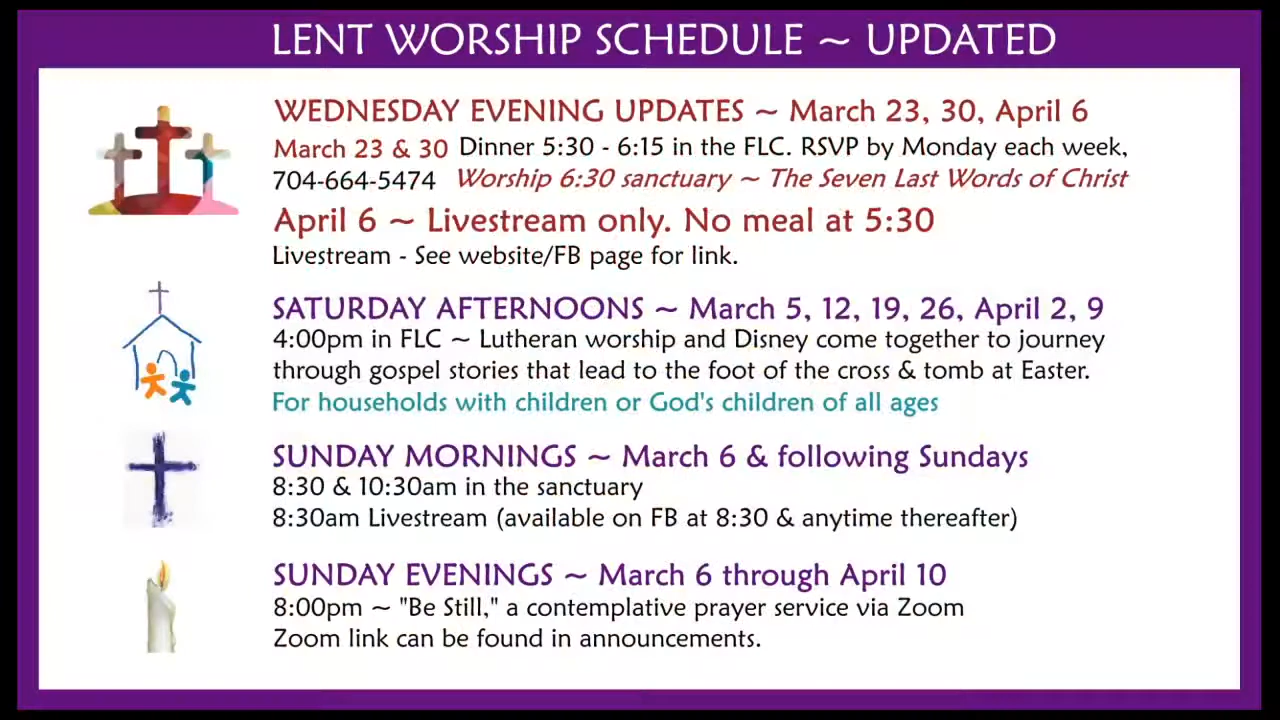 LENT WORSHIP SCHEDULE ~ UPDATED
WEDNESDAY EVENING UPDATES ~ March 23, 30, April 6
March 23 & 30 Dinner 5:30 - 6:15 in the FLC. RSVP by Monday each week,
704-664-5474 Worship 6:30 sanctuary ~ The Seven Last Words of Christ
April 6 ~ Livestream only. No meal at 5:30
Livestream - See website/FB page for link.
SATURDAY AFTERNOONS ~ March 5, 12, 19, 26, April 2, 9
4:00pm in FLC ~ Lutheran worship and Disney come together to journey
through gospel stories that lead to the foot of the cross & tomb at Easter.
For households with children or God's children of all ages
SUNDAY MORNINGS ~ March 6 & following Sundays
8:30 & 10:30am in the sanctuary
8:30am Livestream (available on FB at 8:30 & anytime thereafter)
SUNDAY EVENINGS ~ March 6 through April 10
8:00pm ~ "Be Still," a contemplative prayer service via Zoom
Zoom link can be found in announcements.